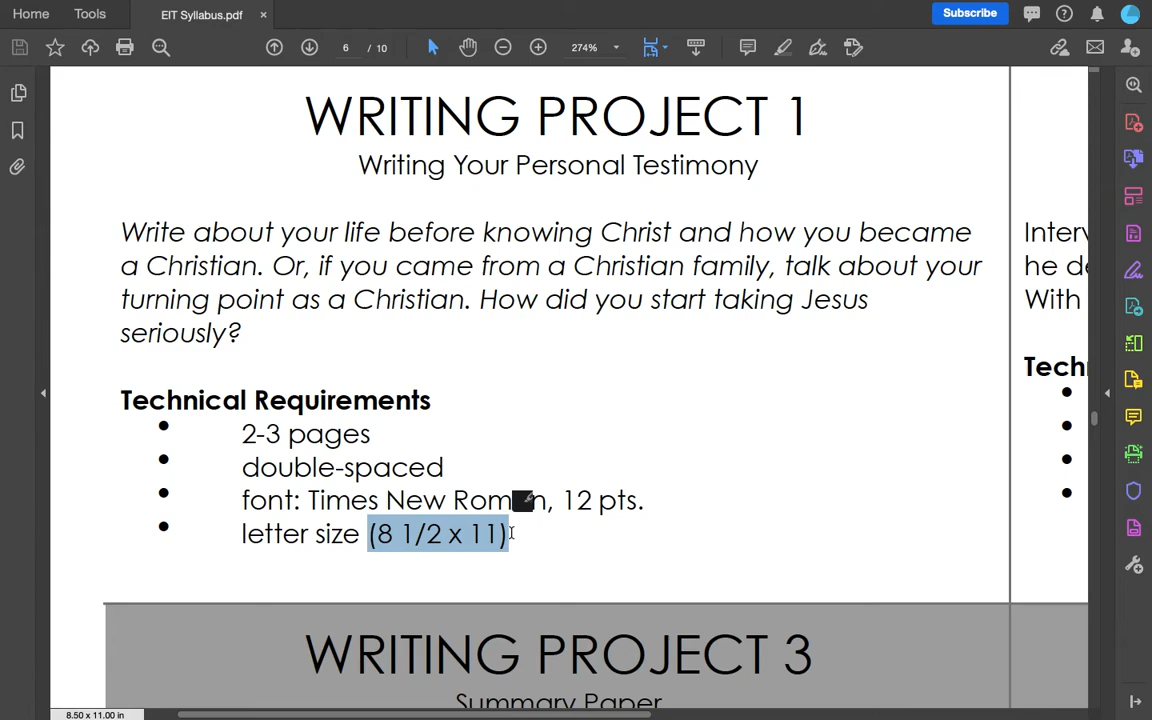 Home
Tools
EIT Syllabus.pdf
×
Subscribe
6 / 10
274%
WRITING PROJECT 1
Writing Your Personal Testimony
Write about your life before knowing Christ and how you became
a Christian. Or, if you came from a Christian family, talk about your
turning point as a Christian. How did you start taking Jesus
seriously?
Technical Requirements
• 2-3 pages
• double-spaced
• font: Times New Roman, 12 pts.
• letter size (8 1/2 x 11)
he
With
WRITING PROJECT 3
Summary Paper
8.50 x 11.00 in